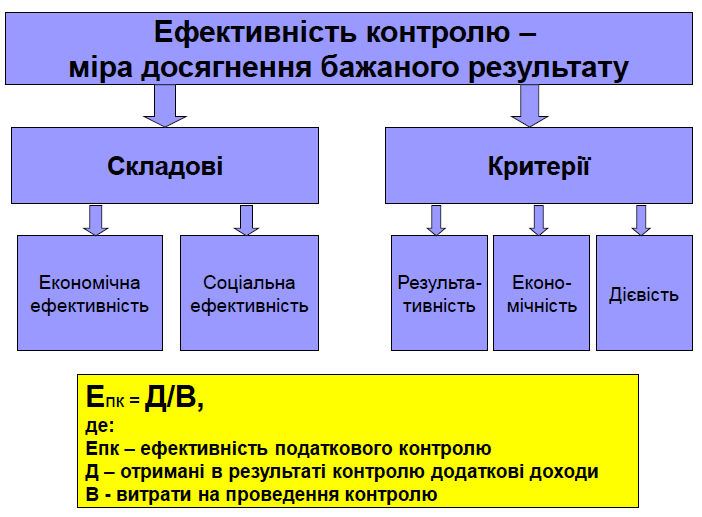 Ефективність контролю –
міра досягнення бажаного результату
Складові
Критерії
Економічна
ефективність
Соціальна
ефективність
Результа-
тивність
Еконо-
мічність
Дієвість
Епк = Д/В,
де:
Епк – ефективність податкового контролю
Д – отримані в результаті контролю додаткові доходи
В - витрати на проведення контролю